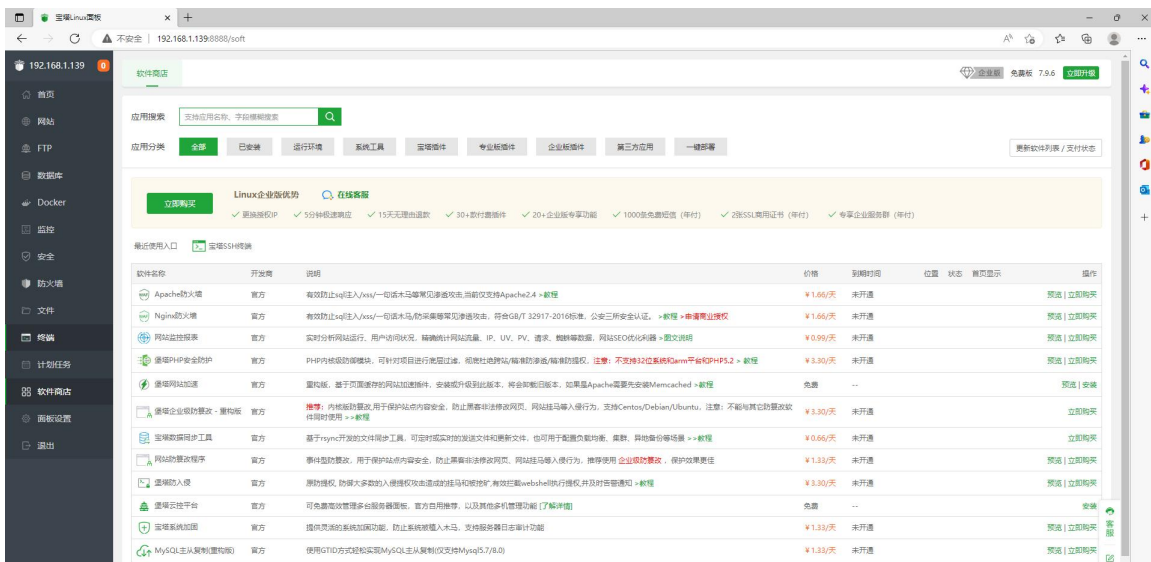 宝塔Linux面板
不安全 | 192.168.1.139:8888/soft
192.168.1.139 0
首页
网站
FTP
数据库
Docker
监控
安全
防火墙
文件
终端
计划任务
软件商店
面板设置
退出
软件商店
企业版 免费版 7.9.6 立即升级
应用搜索 支持应用名称、字段模糊搜索
应用分类 全部 已安装 运行环境 系统工具 宝塔插件 专业版插件 企业版插件 第三方应用 一键部署 更新软件列表 / 支付状态
立即购买 Linux企业版优势 在线客服
更换授权IP 5分钟极速响应 15天无理由退款 30+款付费插件 20+企业版专享功能 1000条免费短信（年付） 2张SSL商用证书（年付） 专享企业服务群（年付）
最近使用入口 宝塔SSH终端
软件名称 开发商 说明 价格 到期时间 位置 状态 首页显示 操作
Apache防火墙 官方 有效防止sql注入/xss/一句话木马等常见渗透攻击,当前仅支持Apache2.4 >教程 ￥1.66/天 未开通 预览 | 立即购买
Nginx防火墙 官方 有效防止sql注入/xss/一句话木马/防采集等常见渗透攻击，符合GB/T 32917-2016标准，公安三所安全认证。 >教程 >申请商业授权 ￥1.66/天 未开通 预览 | 立即购买
网站监控报表 官方 实时分析网站运行、用户访问状况，精确统计网站流量、IP、UV、PV、请求、蜘蛛等数据，网站SEO优化利器 >图文说明 ￥0.99/天 未开通 预览 | 立即购买
堡塔PHP安全防护 官方 PHP内核级防御模块，可针对项目进行底层过滤，彻底杜绝跨站/精准防渗透/精准防提权，注意：不支持32位系统和arm平台和PHP5.2 > 教程 ￥3.30/天 未开通 预览 | 立即购买
堡塔网站加速 官方 重构版，基于页面缓存的网站加速插件，安装或升级到此版本，将会卸载旧版本，如果是Apache需要先安装Memcached >教程 免费 -- 预览 | 安装
堡塔企业级防篡改 - 重构版 官方 推荐：内核级防篡改,用于保护站点内容安全，防止黑客非法修改网页、网站挂马等入侵行为，支持Centos/Debian/Ubuntu，注意：不能与其它防篡改软
件同时使用 >>教程 ￥3.30/天 未开通 立即购买
宝塔数据同步工具 官方 基于rsync开发的文件同步工具，可定时或实时的发送文件和更新文件，也可用于配置负载均衡、集群、异地备份等场景 >>教程 ￥0.66/天 未开通 立即购买
网站防篡改程序 官方 事件型防篡改，用于保护站点内容安全，防止黑客非法修改网页、网站挂马等入侵行为，推荐使用 企业级防篡改 ，保护效果更佳 ￥1.33/天 未开通 预览 | 立即购买
堡塔防入侵 官方 原防提权, 防御大多数的入侵提权攻击造成的挂马和被挖矿,有效拦截webshell执行提权,并及时告警通知 >教程 ￥3.30/天 未开通 预览 | 立即购买
堡塔云控平台 官方 可免费高效管理多台服务器面板，官方自用推荐，以及其他多机管理功能 [了解详情] 免费 -- 安装
宝塔系统加固 官方 提供灵活的系统加固功能，防止系统被植入木马，支持服务器日志审计功能 ￥1.33/天 未开通 预览 | 立即购买
MySQL主从复制(重构版) 官方 使用GTID方式轻松实现MySQL主从复制(仅支持Mysql5.7/8.0) ￥1.33/天 未开通 预览 | 立即购买
客服